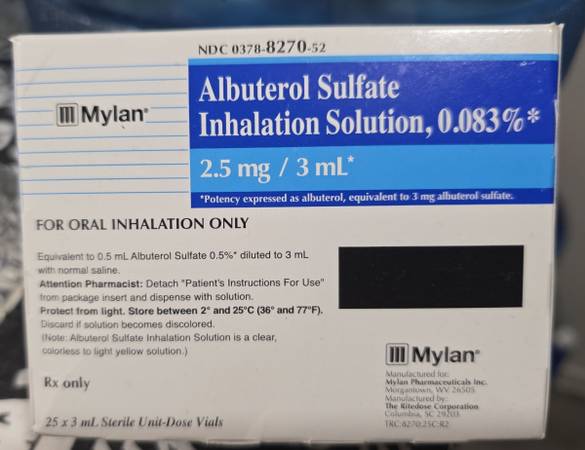 NDC 0378-8270-52
Albuterol Sulfate
Inhalation Solution, 0.083%*
Mylan®
2.5 mg / 3 mL*
*Potency expressed as albuterol, equivalent to 3 mg albuterol sulfate.
FOR ORAL INHALATION ONLY
Equivalent to 0.5 mL Albuterol Sulfate 0.5%* diluted to 3 mL
with normal saline.
Attention Pharmacist: Detach "Patient's Instructions For Use"
from package insert and dispense with solution.
Protect from light. Store between 2° and 25°C (36° and 77°F).
Discard if solution becomes discolored.
(Note: Albuterol Sulfate Inhalation Solution is a clear,
colorless to light yellow solution.)
Rx only
25 x 3 mL Sterile Unit-Dose Vials
Mylan®
Manufactured for:
Mylan Pharmaceuticals Inc.
Morgantown, WV 26505
Manufactured by:
The Ritedose Corporation
Columbia, SC 29203
TRC:8270:25C:R2